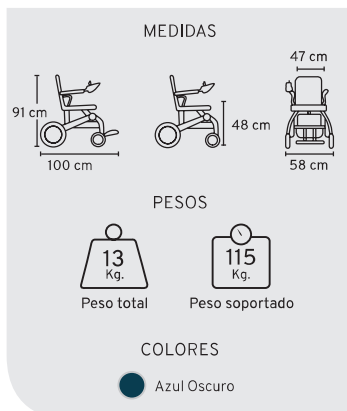 MEDIDAS
47 cm
91 cm
48 cm
100 cm
58 cm
PESOS
13
Kg.
115
Kg.
Peso total
Peso soportado
COLORES
Azul Oscuro